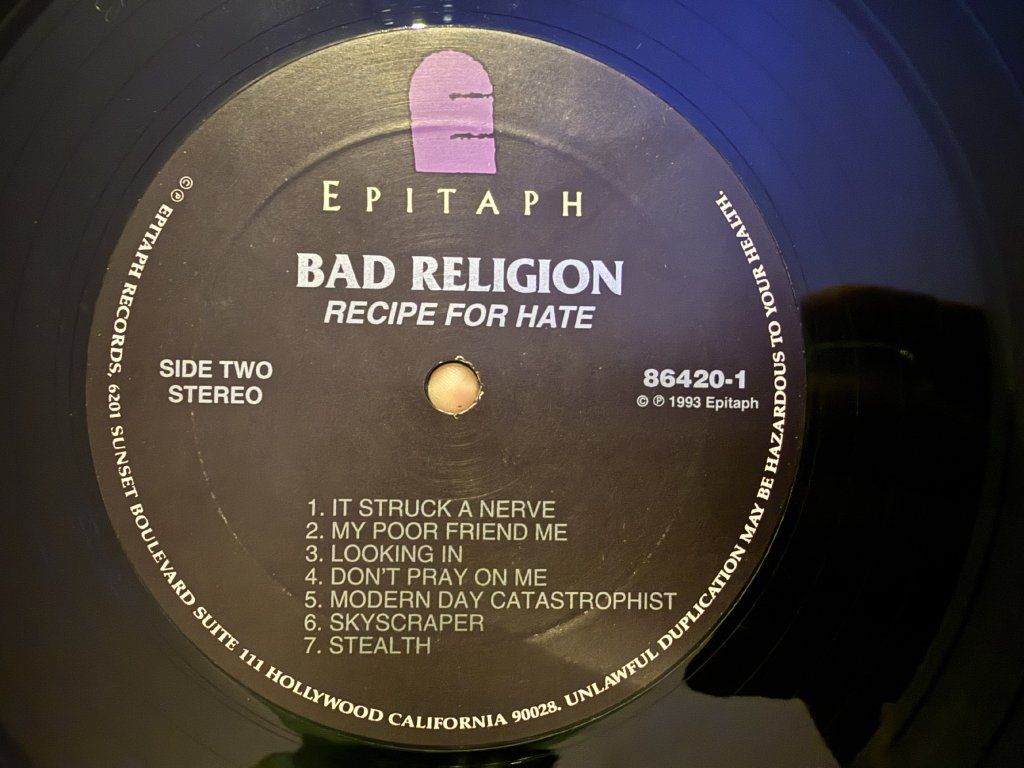 EPITAPH
BAD RELIGION
RECIPE FOR HATE
SIDE TWO
STEREO
86420-1
© ℗ 1993 Epitaph
1. IT STRUCK A NERVE
2. MY POOR FRIEND ME
3. LOOKING IN
4. DON'T PRAY ON ME
5. MODERN DAY CATASTROPHIST
6. SKYSCRAPER
7. STEALTH
© ℗ EPITAPH RECORDS, 6201 SUNSET BOULEVARD SUITE 111 HOLLYWOOD CALIFORNIA 90028. UNLAWFUL DUPLICATION MAY BE HAZARDOUS TO YOUR HEALTH.